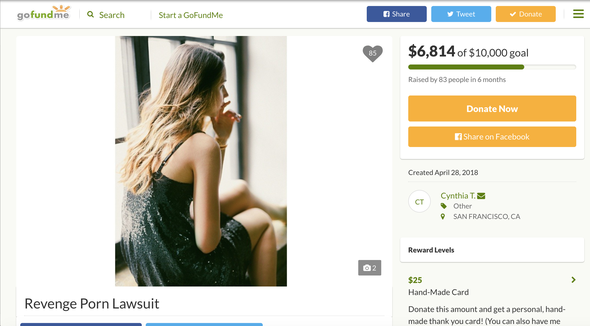 gofundme
Search
Start a GoFundMe
Share
Tweet
Donate
85
2
Revenge Porn Lawsuit
$6,814 of $10,000 goal
Raised by 83 people in 6 months
Donate Now
Share on Facebook
Created April 28, 2018
CT
Cynthia T.
Other
SAN FRANCISCO, CA
Reward Levels
$25
Hand-Made Card
Donate this amount and get a personal, hand-
made thank you card! (You can also have me